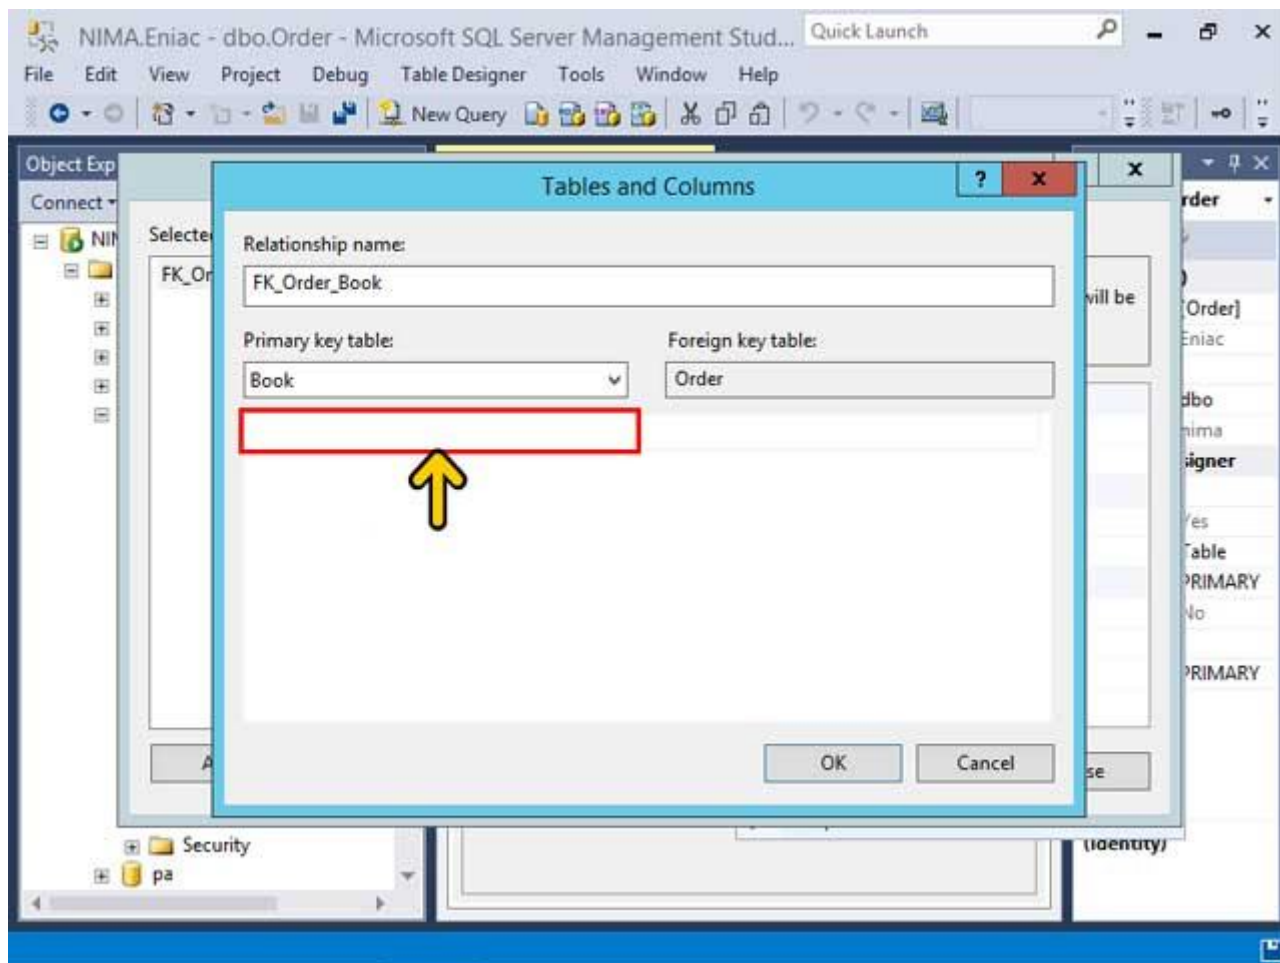 NIMA.Eniac - dbo.Order - Microsoft SQL Server Management Stud...
Quick Launch
File Edit View Project Debug Table Designer Tools Window Help
New Query
Object Exp
Connect
NIM
Selected
FK_Or
Tables and Columns
?
x
Relationship name:
FK_Order_Book
Primary key table:
Foreign key table:
Book
Order
OK
Cancel
A
Security
pa
x
will be
se
rder
)
[Order]
Eniac
dbo
nima
signer
Yes
Table
PRIMARY
No
PRIMARY
(Identity)